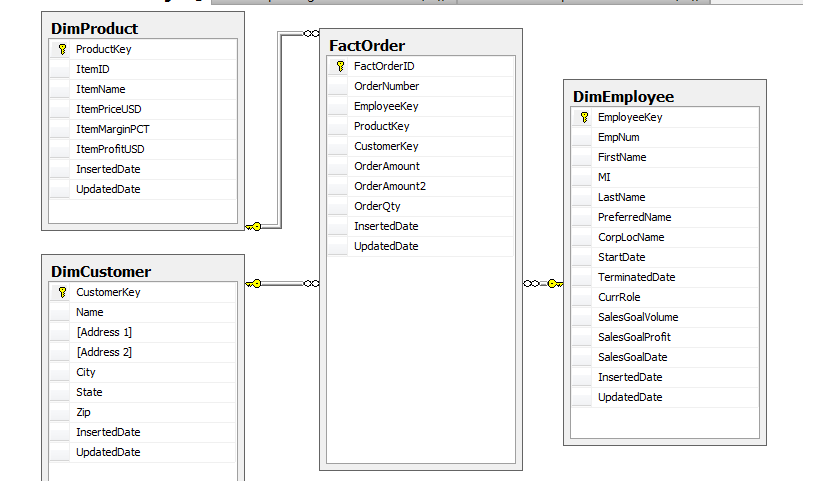 DimProduct
ProductKey
ItemID
ItemName
ItemPriceUSD
ItemMarginPCT
ItemProfitUSD
InsertedDate
UpdatedDate
FactOrder
FactOrderID
OrderNumber
EmployeeKey
ProductKey
CustomerKey
OrderAmount
OrderAmount2
OrderQty
InsertedDate
UpdatedDate
DimEmployee
EmployeeKey
EmpNum
FirstName
MI
LastName
PreferredName
CorpLocName
StartDate
TerminatedDate
CurrRole
SalesGoalVolume
SalesGoalProfit
SalesGoalDate
InsertedDate
UpdatedDate
DimCustomer
CustomerKey
Name
[Address 1]
[Address 2]
City
State
Zip
InsertedDate
UpdatedDate